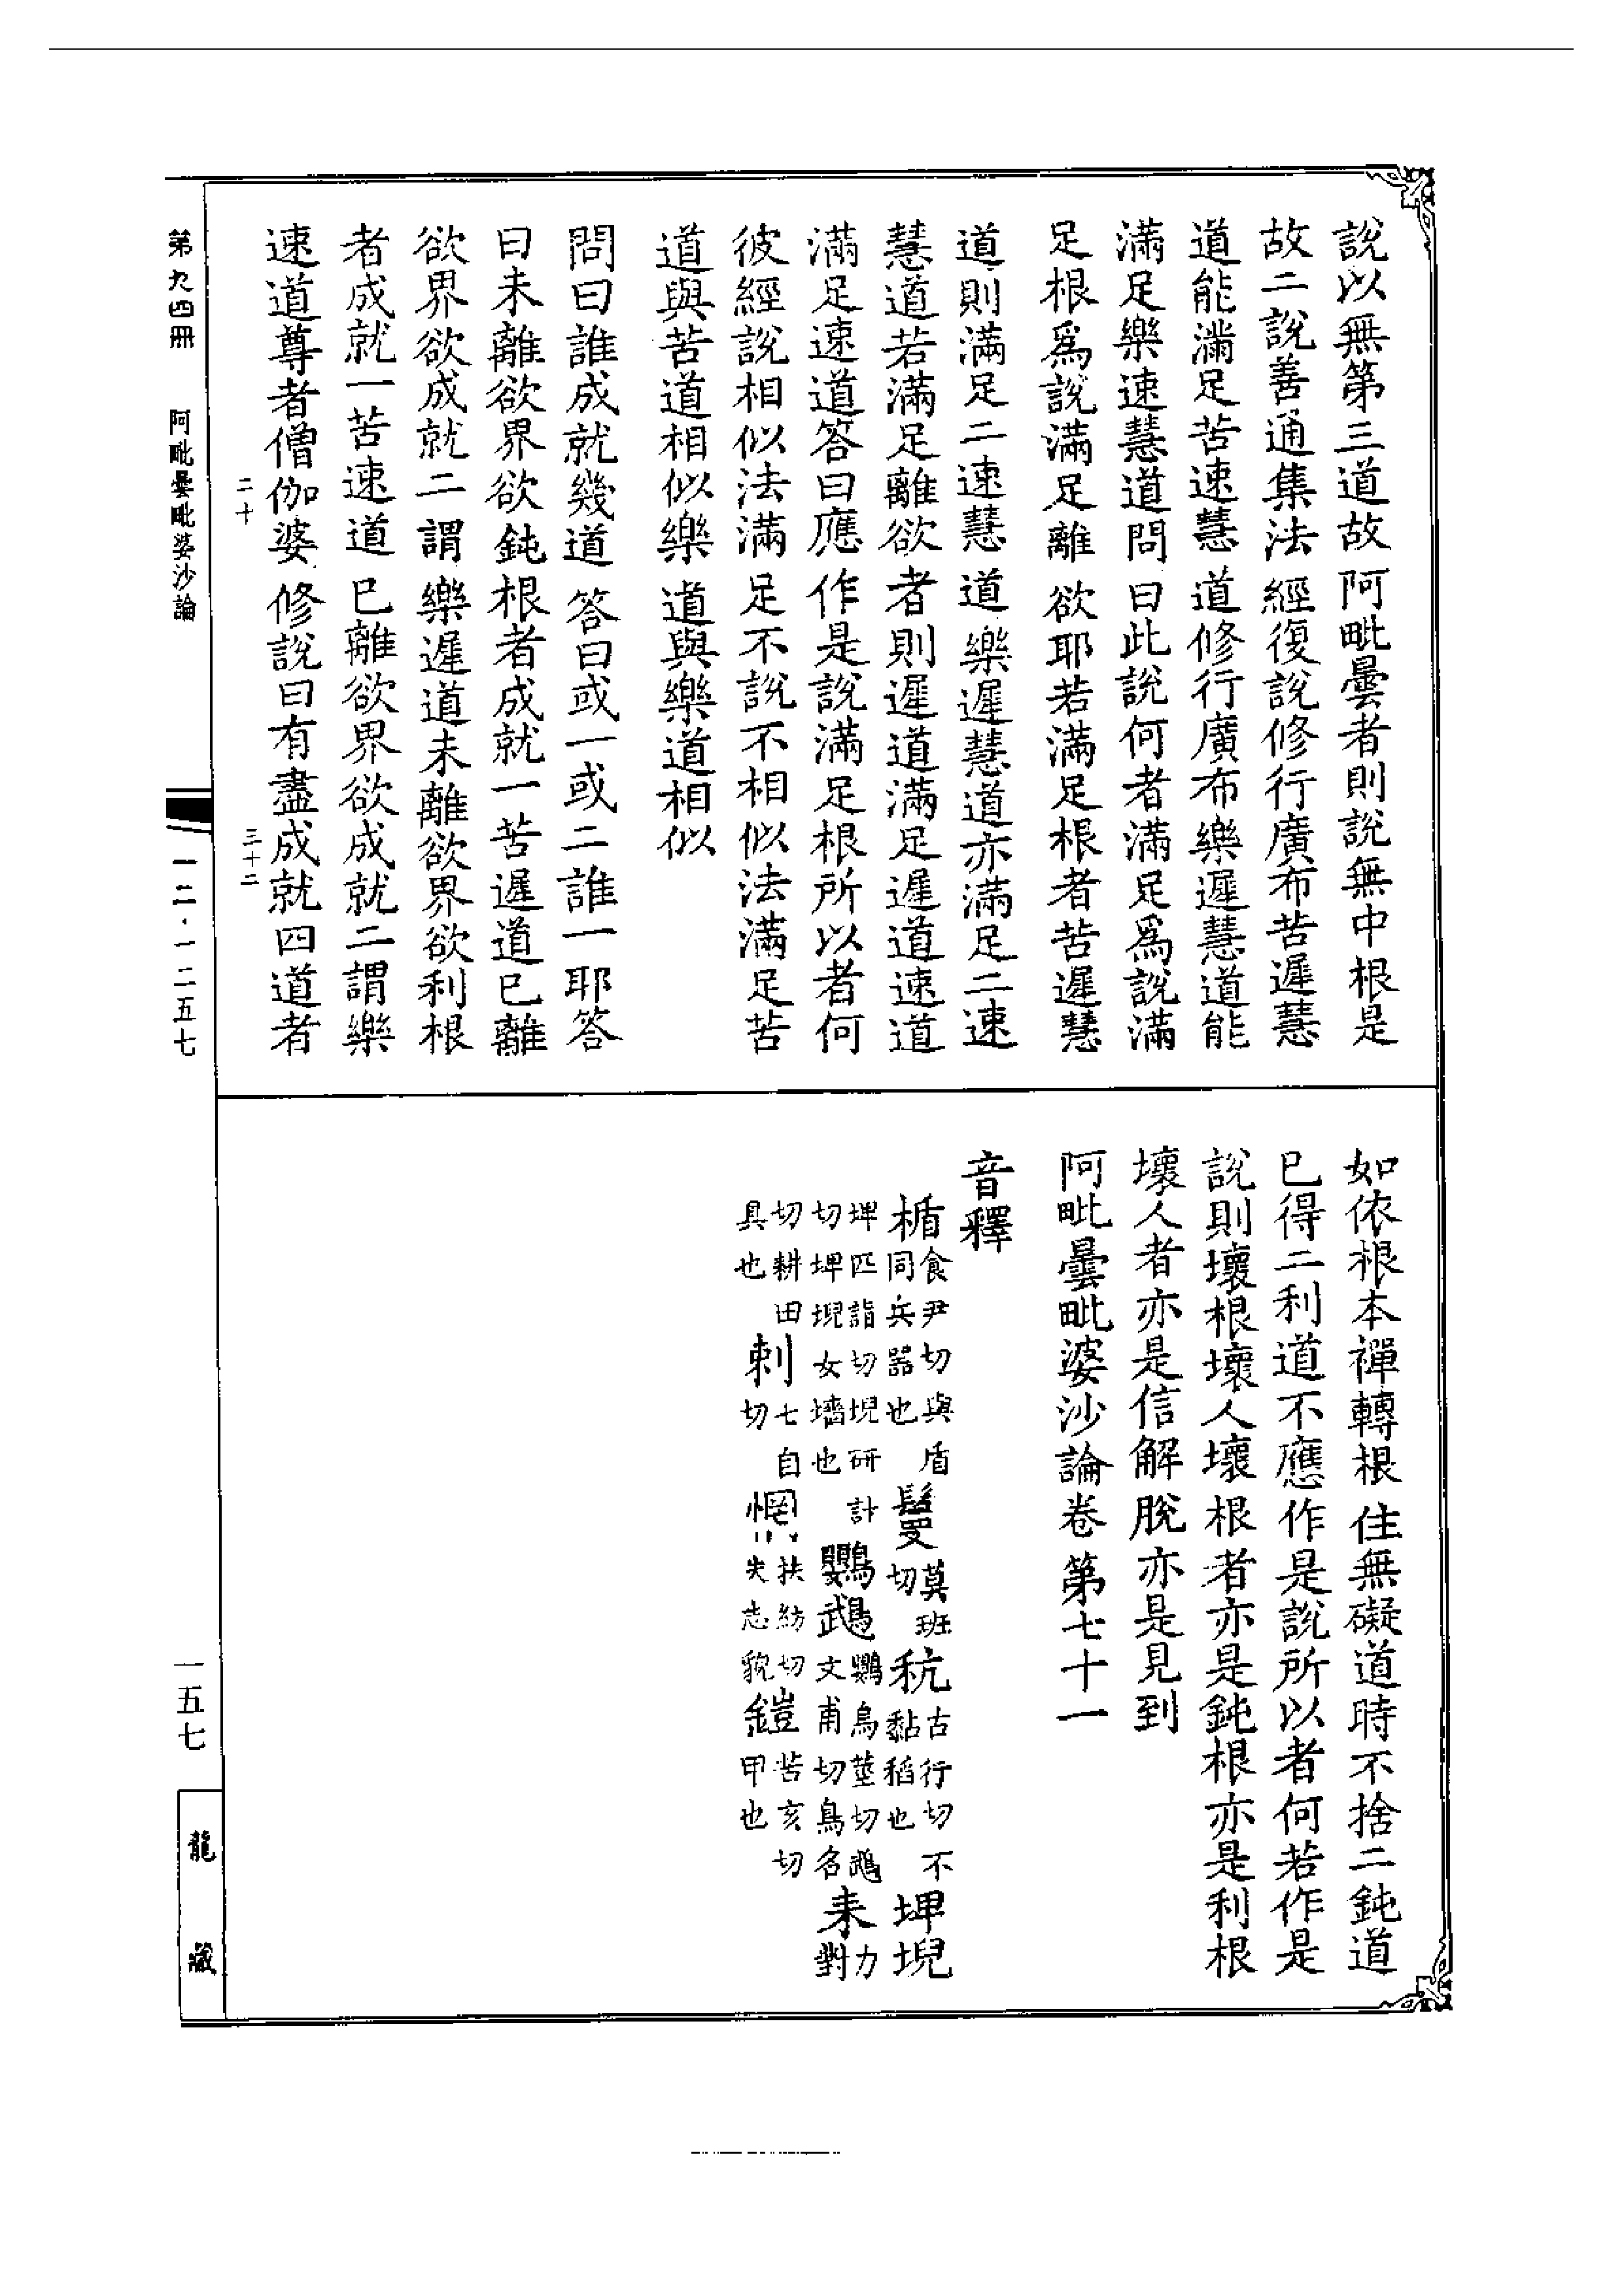 說以無第三道故阿毗曇者則說無中根是
故二說善通集法經復說修行廣布苦遲慧
道能滿足苦速慧道修行廣布樂遲慧道能
滿足樂速慧道問曰此說何者滿足爲說滿
足根爲說滿足離欲耶若滿足根者苦遲慧
道則滿足二速慧道樂遲慧道亦滿足二速
慧道若滿足離欲者則遲道滿足遲道速道
滿足速道答曰應作是說滿足根所以者何
彼經說相似法滿足不說不相似法滿足苦
道與苦道相似樂道與樂道相似
問曰誰成就幾道答曰或一或二誰一耶答
曰未離欲界欲鈍根者成就一苦遲道已離
欲界欲成就二謂樂遲道未離欲界欲利根
者成就一苦速道已離欲界欲成就二謂樂
速道尊者僧伽婆修說曰有盡成就四道者
二十
三十二
如依根本禪轉根住無礙道時不捨二鈍道
已得二利道不應作是說所以者何若作是
說則壞根壞人壞根者亦是鈍根亦是利根
壞人者亦是信解脫亦是見到
阿毗曇毗婆沙論卷第七十一
音釋
楯食尹切與盾同兵器也 鬘莫班切 秔古行切不黏稻也 埤堄
埤匹詣切堄研計切埤堄女墻也 鸚鵡鸚烏莖切鵡文甫切鳥名 耒力對
切耕田具也 刺七自切 惘扶紡切失志貌 鎧苦亥切甲也
第九四冊 阿毗曇毗婆沙論
一二·一二五七
一五七
龍藏